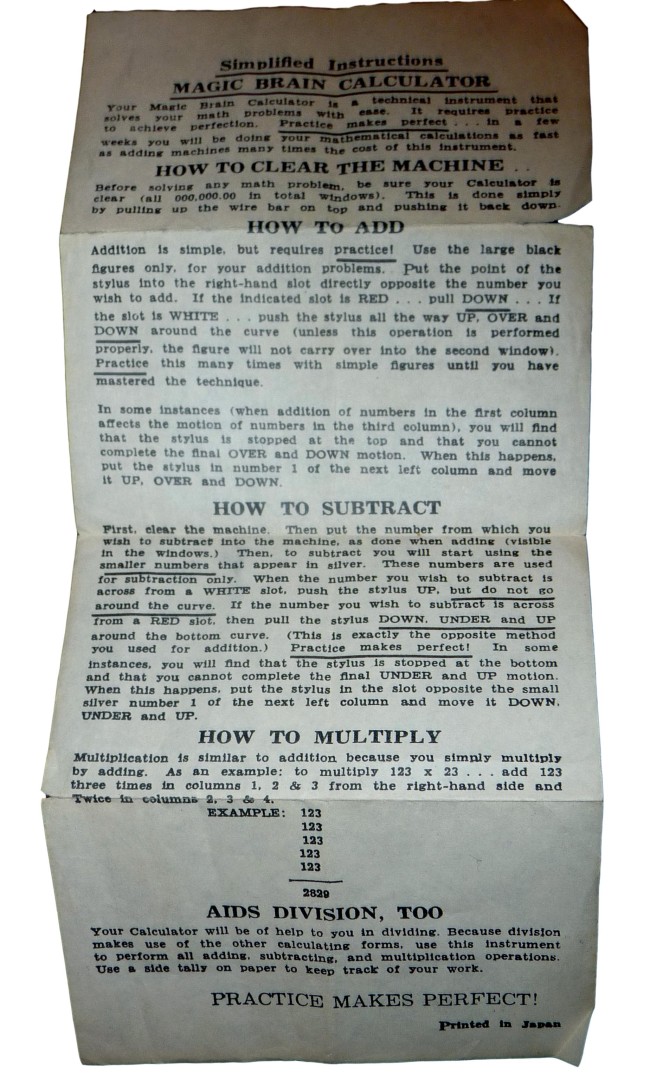 Simplified Instructions
MAGIC BRAIN CALCULATOR
Your Magic Brain Calculator is a technical instrument that
solves your math problems with ease. It requires practice
to achieve perfection. Practice makes perfect . . . in a few
weeks you will be doing your mathematical calculations as fast
as adding machines many times the cost of this instrument.
HOW TO CLEAR THE MACHINE . .
Before solving any math problem, be sure your Calculator is
clear (all 000,000.00 in total windows). This is done simply
by pulling up the wire bar on top and pushing it back down.
HOW TO ADD
Addition is simple, but requires practice! Use the large black
figures only, for your addition problems. Put the point of the
stylus into the right-hand slot directly opposite the number you
wish to add. If the indicated slot is RED . . . pull DOWN . . . If
the slot is WHITE . . . push the stylus all the way UP, OVER and
DOWN around the curve (unless this operation is performed
properly, the figure will not carry over into the second window).
Practice this many times with simple figures until you have
mastered the technique.
In some instances (when addition of numbers in the first column
affects the motion of numbers in the third column), you will find
that the stylus is stopped at the top and that you cannot
complete the final OVER and DOWN motion. When this happens,
put the stylus in number 1 of the next left column and move
it UP, OVER and DOWN.
HOW TO SUBTRACT
First, clear the machine. Then put the number from which you
wish to subtract into the machine, as done when adding (visible
in the windows.) Then, to subtract you will start using the
smaller numbers that appear in silver. These numbers are used
for subtraction only. When the number you wish to subtract is
across from a WHITE slot, push the stylus UP, but do not go
around the curve. If the number you wish to subtract is across
from a RED slot, then pull the stylus DOWN, UNDER and UP
around the bottom curve. (This is exactly the opposite method
you used for addition.) Practice makes perfect! In some
instances, you will find that the stylus is stopped at the bottom
and that you cannot complete the final UNDER and UP motion.
When this happens, put the stylus in the slot opposite the small
silver number 1 of the next left column and move it DOWN,
UNDER and UP.
HOW TO MULTIPLY
Multiplication is similar to addition because you simply multiply
by adding. As an example: to multiply 123 x 23 . . . add 123
three times in columns 1, 2 & 3 from the right-hand side and
Twice in columns 2, 3 & 4.
EXAMPLE: 123
123
123
123
123
2829
AIDS DIVISION, TOO
Your Calculator will be of help to you in dividing. Because division
makes use of the other calculating forms, use this instrument
to perform all adding, subtracting, and multiplication operations.
Use a side tally on paper to keep track of your work.
PRACTICE MAKES PERFECT!
Printed in Japan